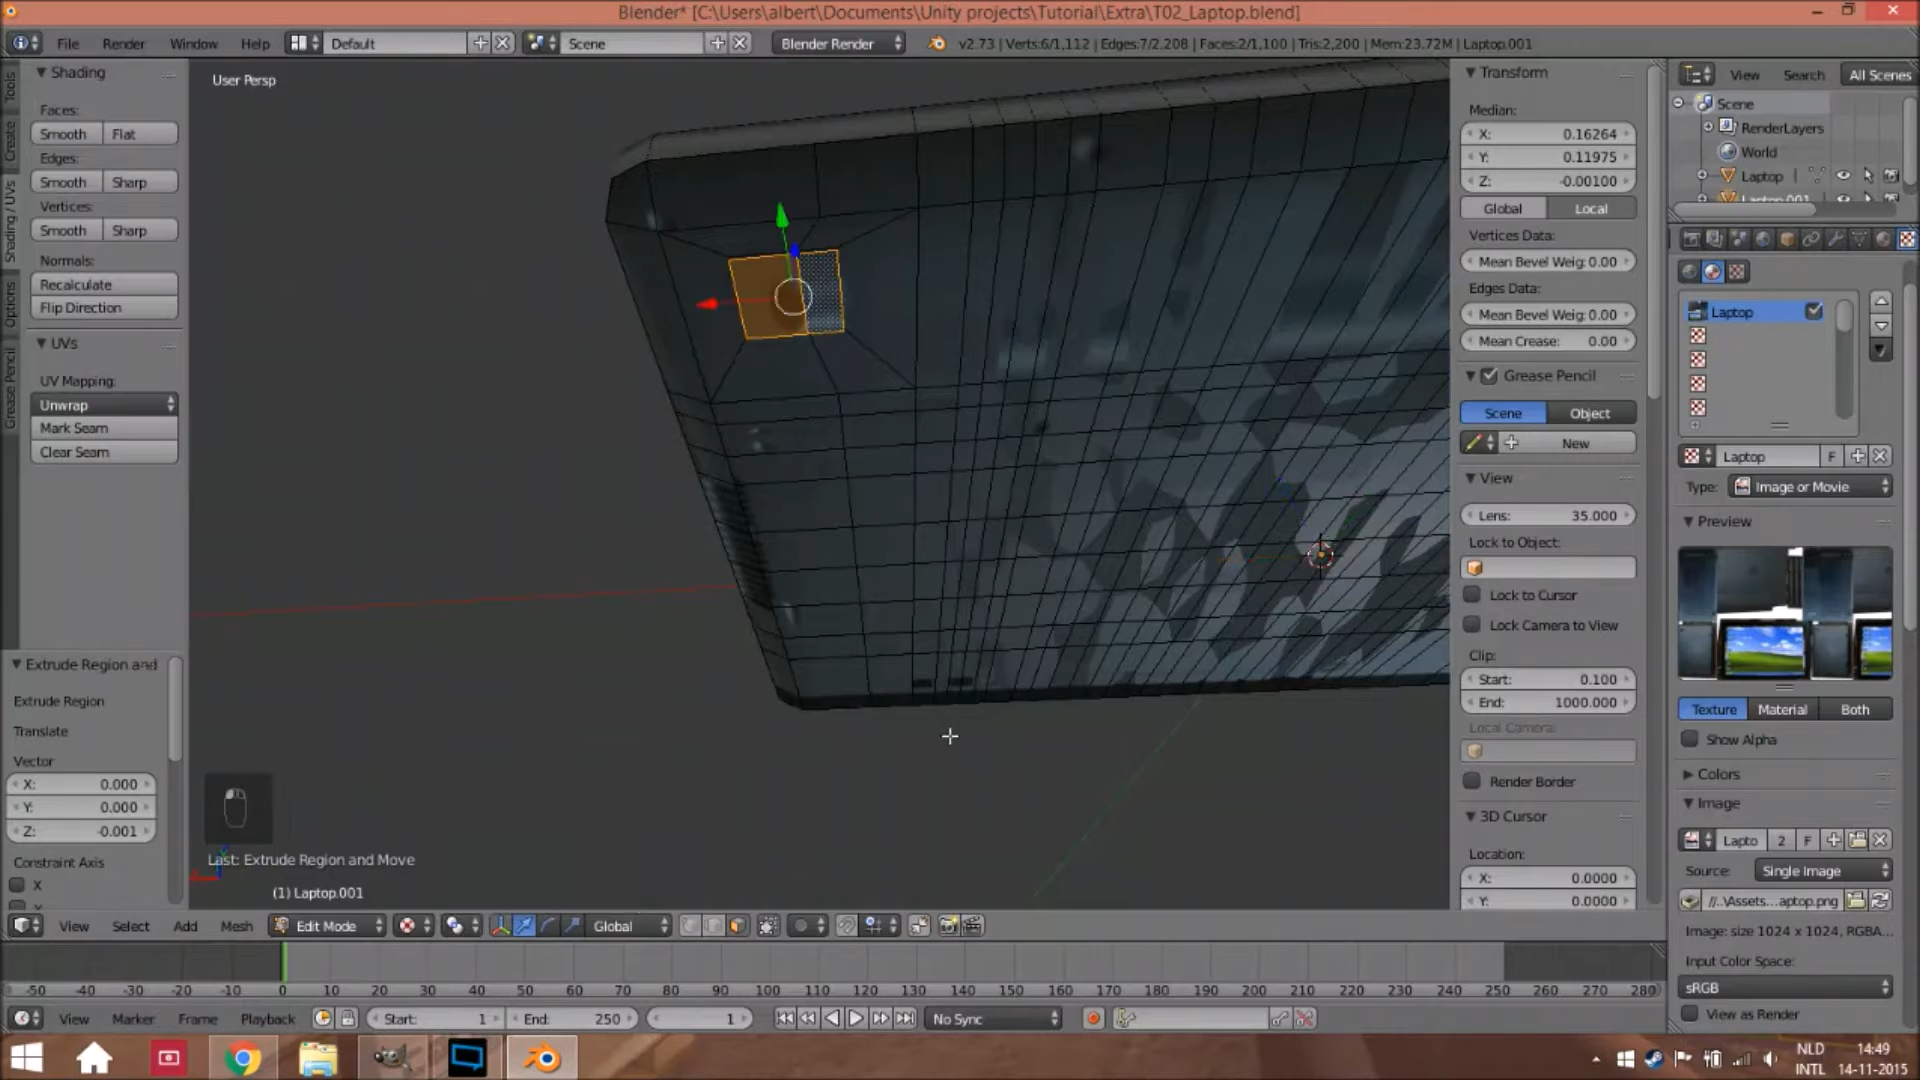 Blender* [C:\Users\albert\Documents\Unity projects\Tutorial\Extra\T02_Laptop.blend]
File Render Window Help Default Scene Blender Render v2.73 | Verts:6/1,112 | Edges:7/2,208 | Faces:2/1,100 | Tris:2,200 | Mem:23.72M | Laptop.001
Tools
Create
Shading / UVs
Options
Grease Pencil
Shading
Faces:
Smooth Flat
Edges:
Smooth Sharp
Vertices:
Smooth Sharp
Normals:
Recalculate
Flip Direction
UVs
UV Mapping:
Unwrap
Mark Seam
Clear Seam
Extrude Region and
Extrude Region
Translate
Vector
X: 0.000
Y: 0.000
Z: -0.001
Constraint Axis
X
Y
User Persp
Last: Extrude Region and Move
(1) Laptop.001
Transform
Median:
X: 0.16264
Y: 0.11975
Z: -0.00100
Global Local
Vertices Data:
Mean Bevel Weig: 0.00
Edges Data:
Mean Bevel Weig: 0.00
Mean Crease: 0.00
Grease Pencil
Scene Object
New
View
Lens: 35.000
Lock to Object:
Lock to Cursor
Lock Camera to View
Clip:
Start: 0.100
End: 1000.000
Local Camera:
Render Border
3D Cursor
Location:
X: 0.0000
Y: 0.0000
View Search All Scenes
Scene
RenderLayers
World
Laptop
Laptop.001
Laptop
Laptop F
Type: Image or Movie
Preview
Texture Material Both
Show Alpha
Colors
Image
Lapto 2 F
Source: Single Image
//..\Assets...aptop.png
Image: size 1024 x 1024, RGBA...
Input Color Space:
sRGB
View as Render
View Select Add Mesh Edit Mode Global
-50 -40 -30 -20 -10 0 10 20 30 40 50 60 70 80 90 100 110 120 130 140 150 160 170 180 190 200 210 220 230 240 250 260 270 280
View Marker Frame Playback Start: 1 End: 250 1 No Sync
NLD 14:49
INTL 14-11-2015